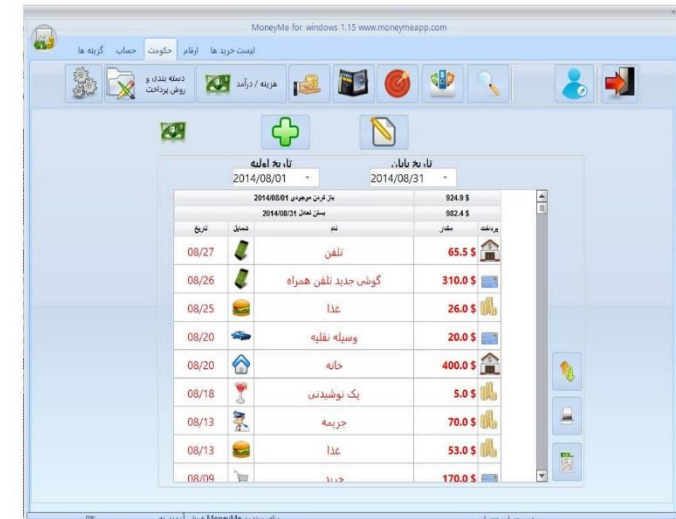 MoneyMe for windows 1.15 www.moneymeapp.com
لیست خرید ها ارقام حکومت حساب گزینه ها
هزینه / درآمد دسته بندی و
روش پرداخت
تاریخ اولیه تاریخ پایان
2014/08/01 2014/08/31
باز کردن موجودی 2014/08/01 924.9 $
بستن تعادل 2014/08/31 982.4 $
تاریخ شمایل نام مقدار پرداخت
08/27 تلفن 65.5 $
08/26 گوشی جدید تلفن همراه 310.0 $
08/25 غذا 26.0 $
08/20 وسیله نقلیه 20.0 $
08/20 خانه 400.0 $
08/18 یک نوشیدنی 5.0 $
08/13 جریمه 70.0 $
08/13 غذا 53.0 $
08/09 خرید 170.0 $
0% MoneyMe